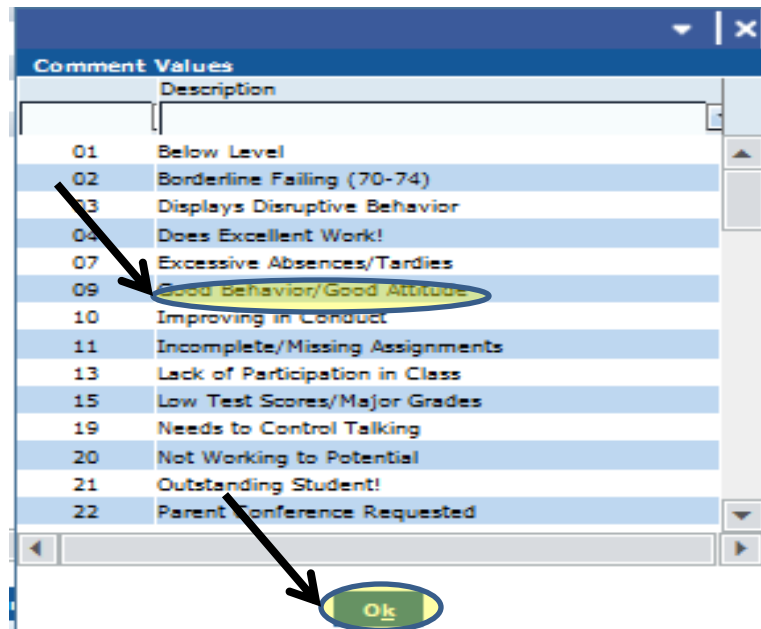 Comment Values
Description
01 Below Level
02 Borderline Failing (70-74)
03 Displays Disruptive Behavior
04 Does Excellent Work!
07 Excessive Absences/Tardies
09 Good Behavior/Good Attitude
10 Improving in Conduct
11 Incomplete/Missing Assignments
13 Lack of Participation in Class
15 Low Test Scores/Major Grades
19 Needs to Control Talking
20 Not Working to Potential
21 Outstanding Student!
22 Parent Conference Requested
Ok